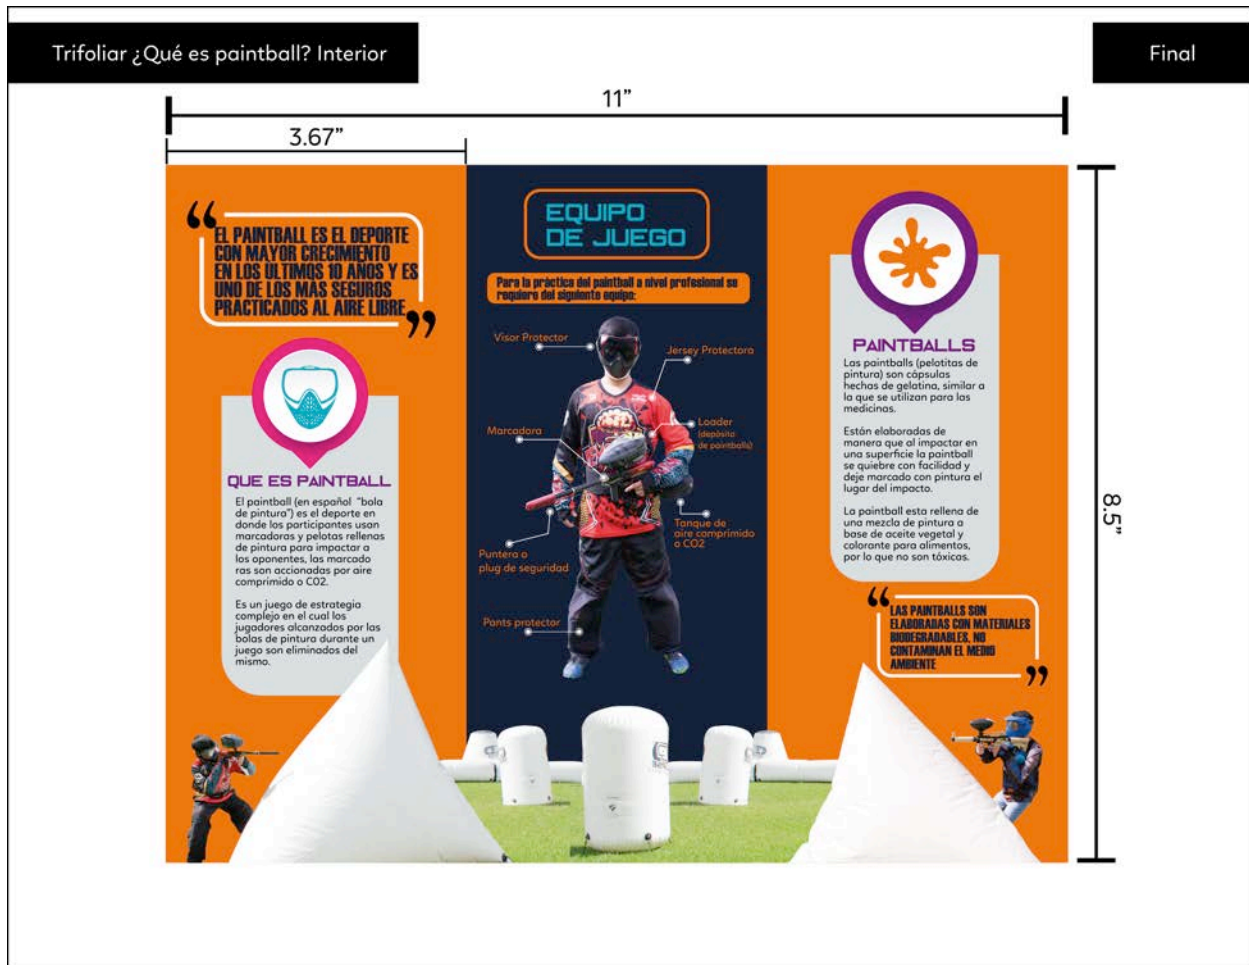 Trifoliar ¿Qué es paintball? Interior
Final
11”
3.67”
8.5”
“
EL PAINTBALL ES EL DEPORTE
CON MAYOR CRECIMIENTO
EN LOS ULTIMOS 10 AÑOS Y ES
UNO DE LOS MAS SEGUROS
PRACTICADOS AL AIRE LIBRE
”
QUE ES PAINTBALL
El paintball (en español “bola
de pintura”) es el deporte en
donde los participantes usan
marcadoras y pelotas rellenas
de pintura para impactar a
los oponentes, las marcado
ras son accionadas por aire
comprimido o C02.
Es un juego de estrategia
complejo en el cual los
jugadores alcanzados por las
bolas de pintura durante un
juego son eliminados del
mismo.
EQUIPO
DE JUEGO
Para la práctica del paintball a nivel profesional se
requiere del siguiente equipo:
Visor Protector
Jersey Protectora
Marcadora
Loader
(depósito
de paintballs)
Tanque de
aire comprimido
o CO2
Puntera o
plug de seguridad
Pants protector
PAINTBALLS
Las paintballs (pelotitas de
pintura) son cápsulas
hechas de gelatina, similar a
la que se utilizan para las
medicinas.
Están elaboradas de
manera que al impactar en
una superficie la paintball
se quiebre con facilidad y
deje marcado con pintura el
lugar del impacto.
La paintball esta rellena de
una mezcla de pintura a
base de aceite vegetal y
colorante para alimentos,
por lo que no son tóxicas.
“
LAS PAINTBALLS SON
ELABORADAS CON MATERIALES
BIODEGRADABLES, NO
CONTAMINAN EL MEDIO
AMBIENTE
”